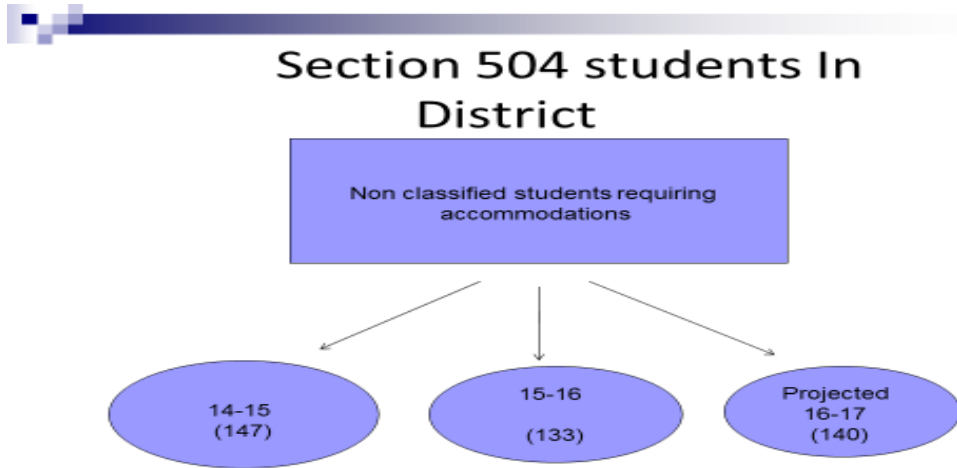 Section 504 students In
District
Non classified students requiring
accommodations
14-15
(147)
15-16
(133)
Projected
16-17
(140)